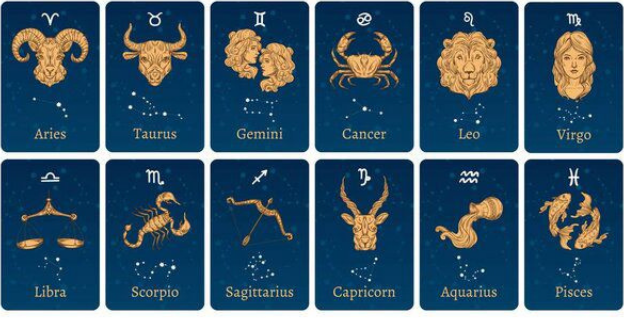 ♈ ♉ ♊ ♋ ♌ ♍
Aries Taurus Gemini Cancer Leo Virgo
♎ ♏ ♐ ♑ ♒ ♓
Libra Scorpio Sagittarius Capricorn Aquarius Pisces